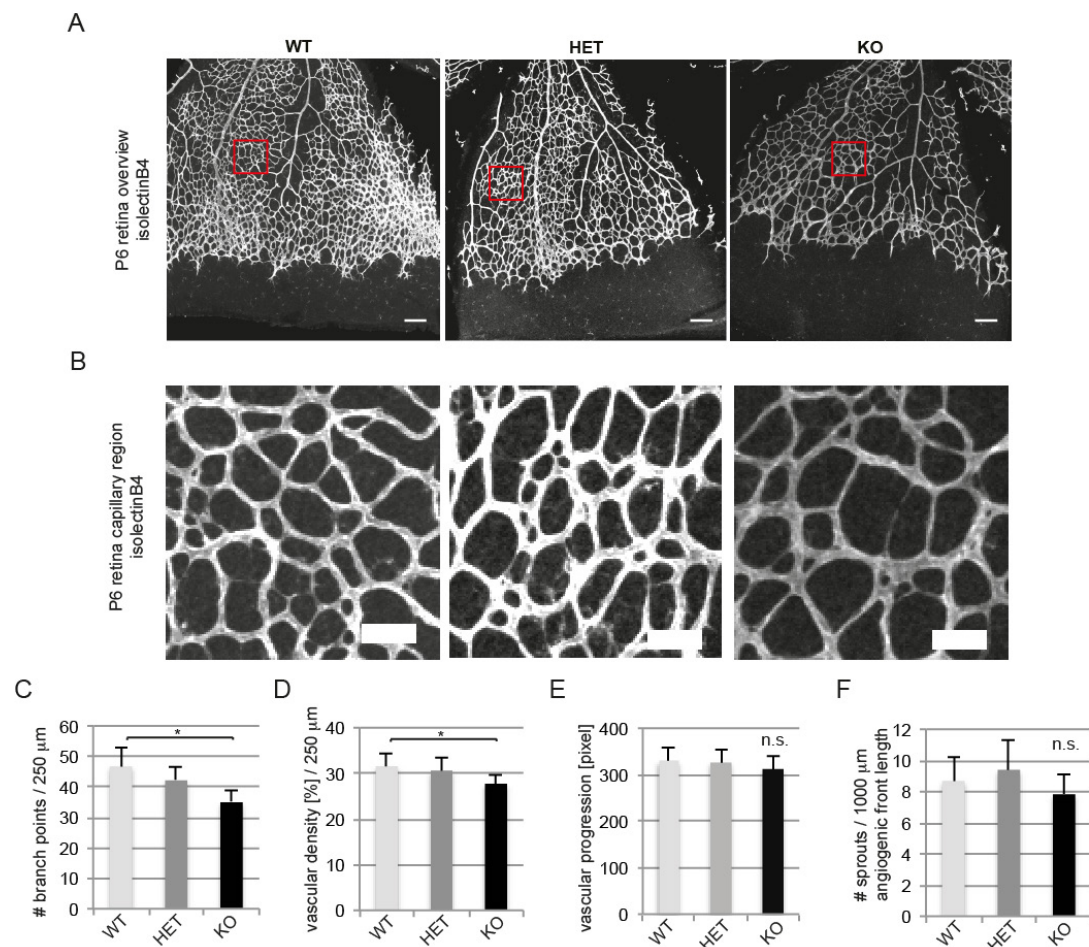 A
WT HET KO
P6 retina overview
isolectinB4
B
P6 retina capillary region
isolectinB4
C
# branch points / 250 µm
60
50
40
30
20
10
0
*
WT HET KO
D
vascular density [%] / 250 µm
40
30
20
10
0
*
WT HET KO
E
vascular progression [pixel]
400
300
200
100
0
n.s.
WT HET KO
F
# sprouts / 1000 µm
angiogenic front length
12
10
8
6
4
2
0
n.s.
WT HET KO